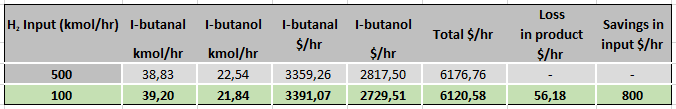 H₂ Input (kmol/hr) I-butanal kmol/hr I-butanol kmol/hr I-butanal $/hr I-butanol $/hr Total $/hr Loss in product $/hr Savings in input $/hr
500 38,83 22,54 3359,26 2817,50 6176,76 - -
100 39,20 21,84 3391,07 2729,51 6120,58 56,18 800